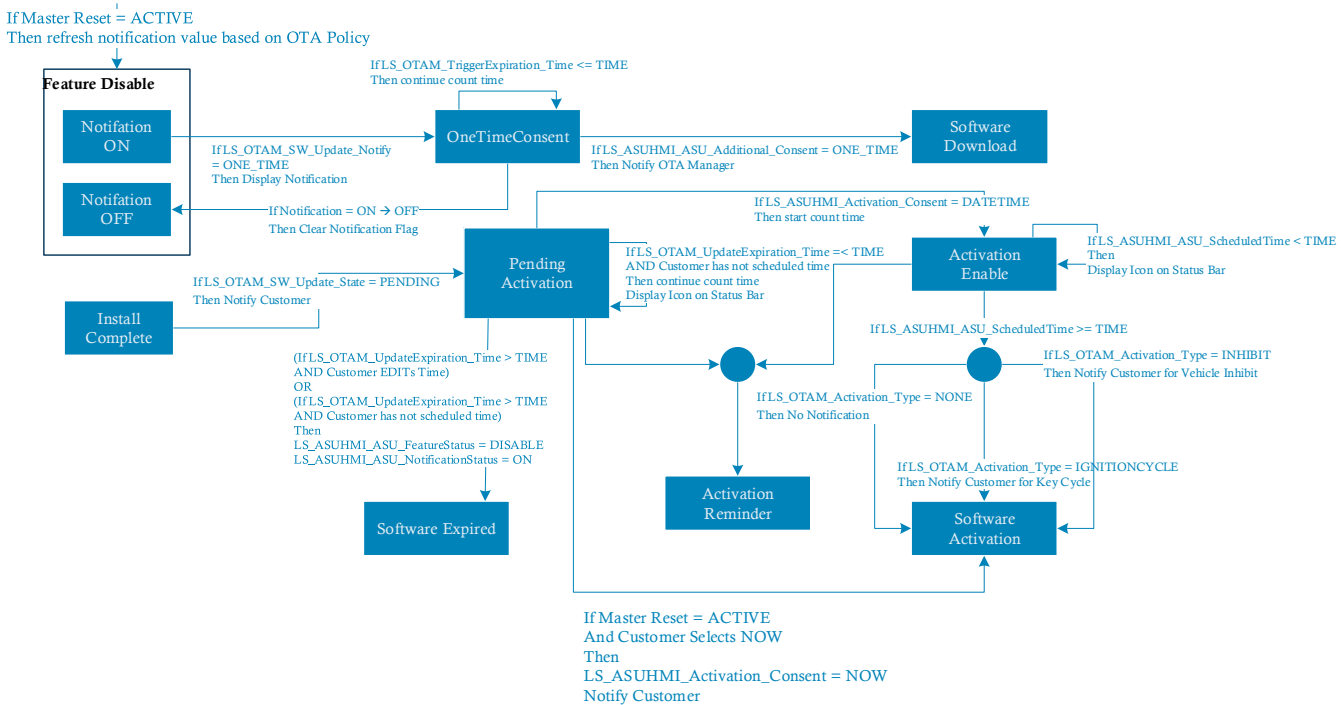 If Master Reset = ACTIVE
Then refresh notification value based on OTA Policy
Feature Disable
Notifation
ON
Notifation
OFF
If LS_OTAM_SW_Update_Notify
= ONE_TIME
Then Display Notification
If LS_OTAM_TriggerExpiration_Time <= TIME
Then continue count time
OneTimeConsent
If LS_ASUHMI_ASU_Additional_Consent = ONE_TIME
Then Notify OTA Manager
Software
Download
If Notification = ON → OFF
Then Clear Notification Flag
If LS_ASUHMI_Activation_Consent = DATETIME
Then start count time
Pending
Activation
If LS_OTAM_UpdateExpiration_Time =< TIME
AND Customer has not scheduled time
Then continue count time
Display Icon on Status Bar
Activation
Enable
If LS_ASUHMI_ASU_ScheduledTime < TIME
Then
Display Icon on Status Bar
If LS_OTAM_SW_Update_State = PENDING
Then Notify Customer
Install
Complete
If LS_ASUHMI_ASU_ScheduledTime >= TIME
(If LS_OTAM_UpdateExpiration_Time > TIME
AND Customer EDITs Time)
OR
(If LS_OTAM_UpdateExpiration_Time > TIME
AND Customer has not scheduled time)
Then
LS_ASUHMI_ASU_FeatureStatus = DISABLE
LS_ASUHMI_ASU_NotificationStatus = ON
If LS_OTAM_Activation_Type = INHIBIT
Then Notify Customer for Vehicle Inhibit
If LS_OTAM_Activation_Type = NONE
Then No Notification
If LS_OTAM_Activation_Type = IGNITIONCYCLE
Then Notify Customer for Key Cycle
Software Expired
Activation
Reminder
Software
Activation
If Master Reset = ACTIVE
And Customer Selects NOW
Then
LS_ASUHMI_Activation_Consent = NOW
Notify Customer